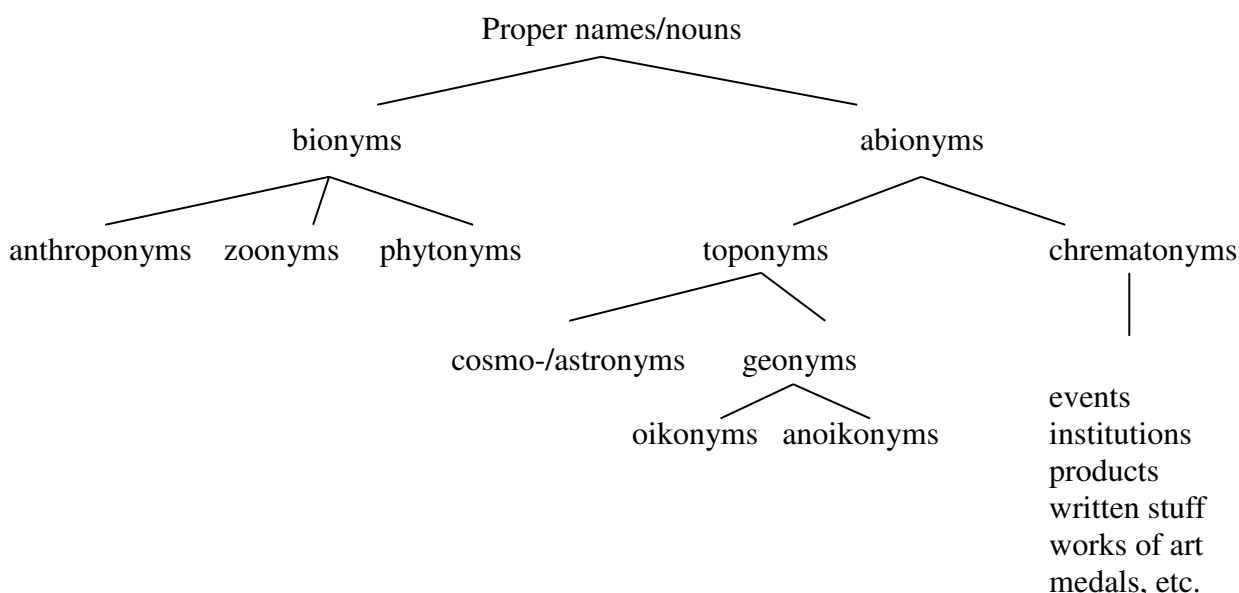 Proper names/nouns
bionyms abionyms
anthroponyms zoonyms phytonyms toponyms chrematonyms
cosmo-/astronyms geonyms
events
oikonyms anoikonyms institutions
products
written stuff
works of art
medals, etc.